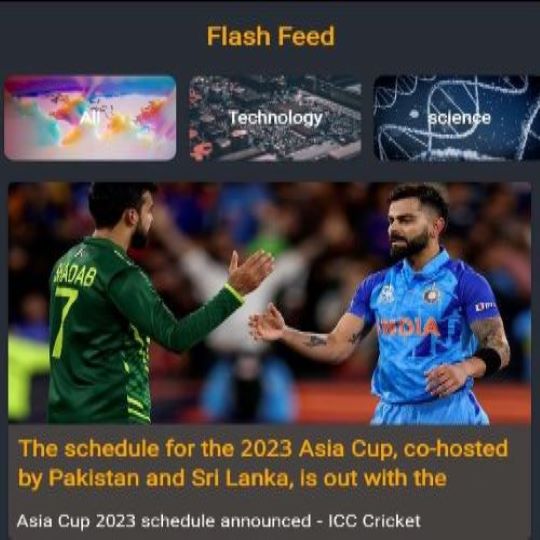 Flash Feed
All
Technology
science
SHADAB
7
INDIA
The schedule for the 2023 Asia Cup, co-hosted
by Pakistan and Sri Lanka, is out with the
Asia Cup 2023 schedule announced - ICC Cricket